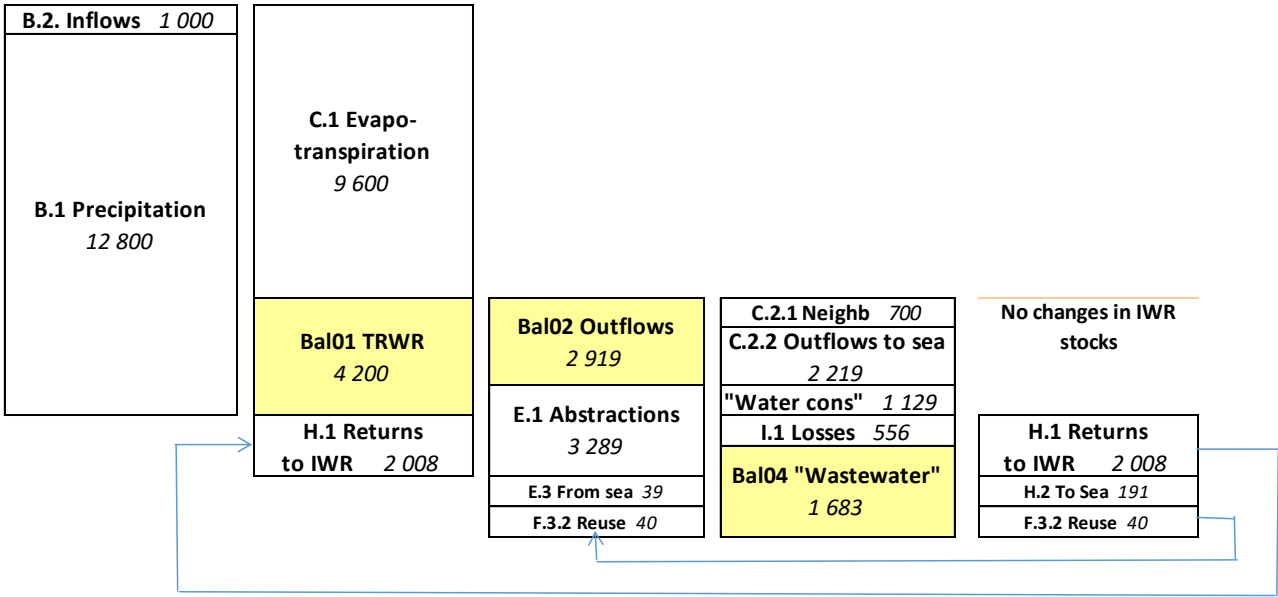 B.2. Inflows 1 000
B.1 Precipitation
12 800
C.1 Evapo-
transpiration
9 600
Bal01 TRWR
4 200
H.1 Returns
to IWR 2 008
Bal02 Outflows
2 919
E.1 Abstractions
3 289
E.3 From sea 39
F.3.2 Reuse 40
C.2.1 Neighb 700
C.2.2 Outflows to sea
2 219
"Water cons" 1 129
I.1 Losses 556
Bal04 "Wastewater"
1 683
No changes in IWR
stocks
H.1 Returns
to IWR 2 008
H.2 To Sea 191
F.3.2 Reuse 40